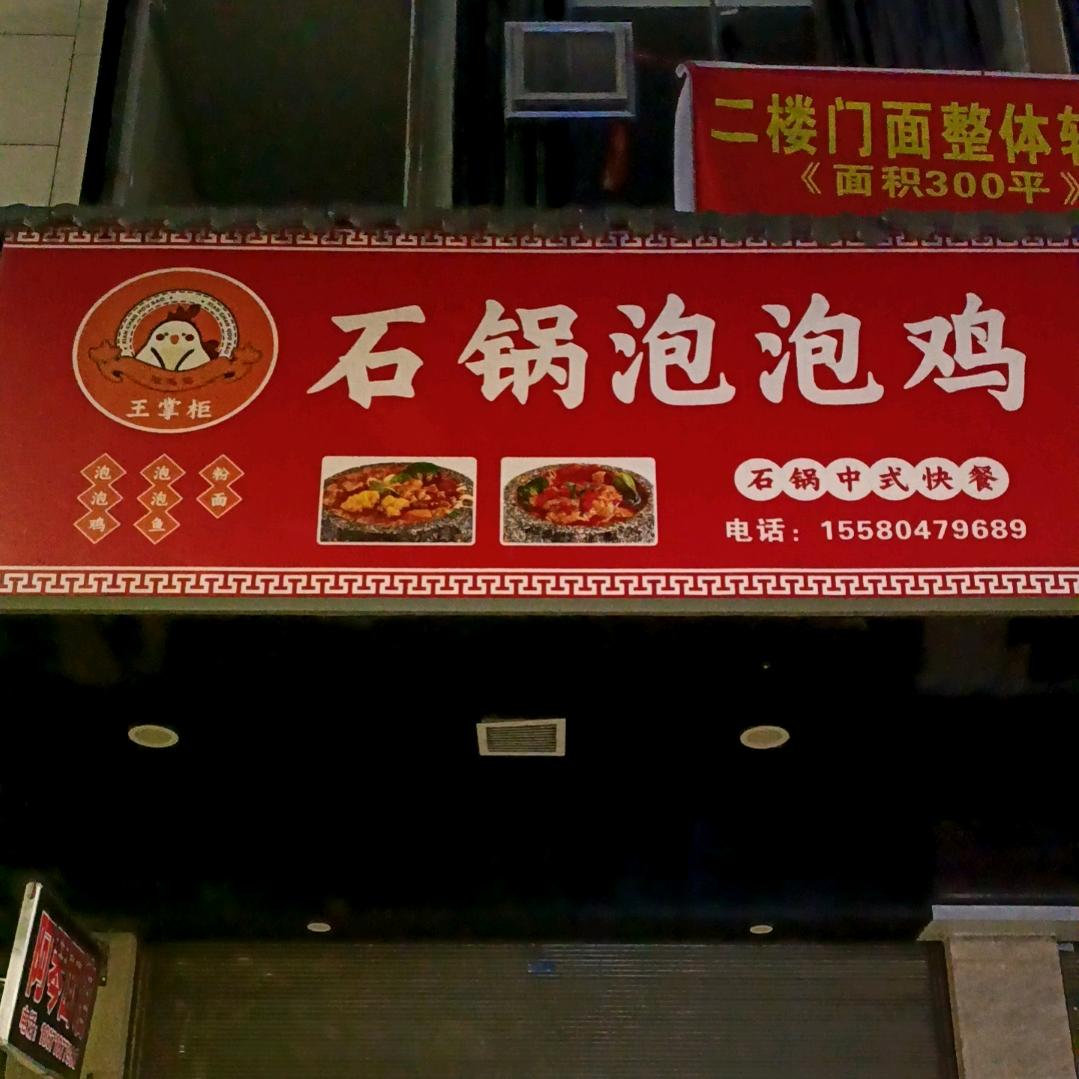 二楼门面整体
《面积300平》
石锅泡泡鸡
王掌柜
泡泡鸡
泡泡鱼
粉面
石锅中式快餐
电话：15580479689